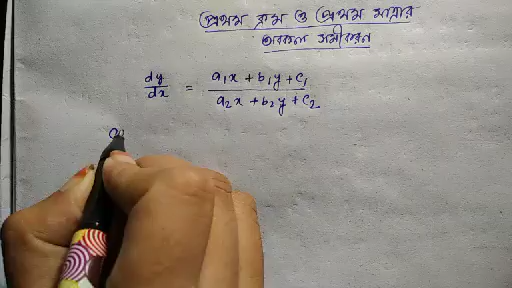 প্রথম ক্রম ও প্রথম মাত্রার
অবকল সমীকরণ
dy/dx = (a₁x + b₁y + c₁)/(a₂x + b₂y + c₂)